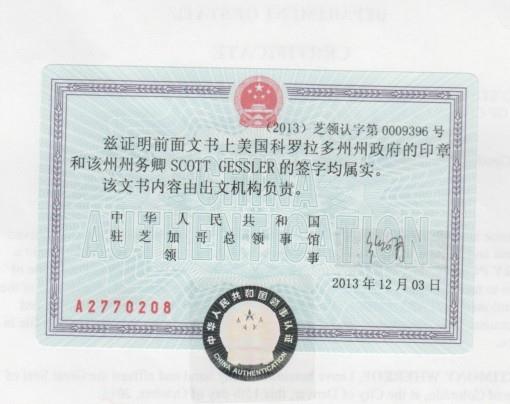 CERTIFICATE
(2013) 芝领认字第 0009396 号
兹证明前面文书上美国科罗拉多州州政府的印章
和该州州务卿 SCOTT GESSLER 的签字均属实。
该文书内容由出文机构负责。
CHINA
AUTHENTICATION
中华人民共和国
驻芝加哥总领事馆
领事
2013 年 12 月 03 日
A2770208
中华人民共和国领事认证
CHINA AUTHENTICATION